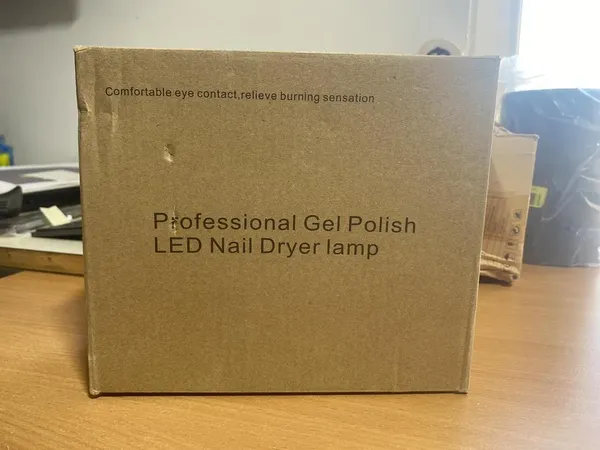 Comfortable eye contact,relieve burning sensation
Professional Gel Polish
LED Nail Dryer lamp